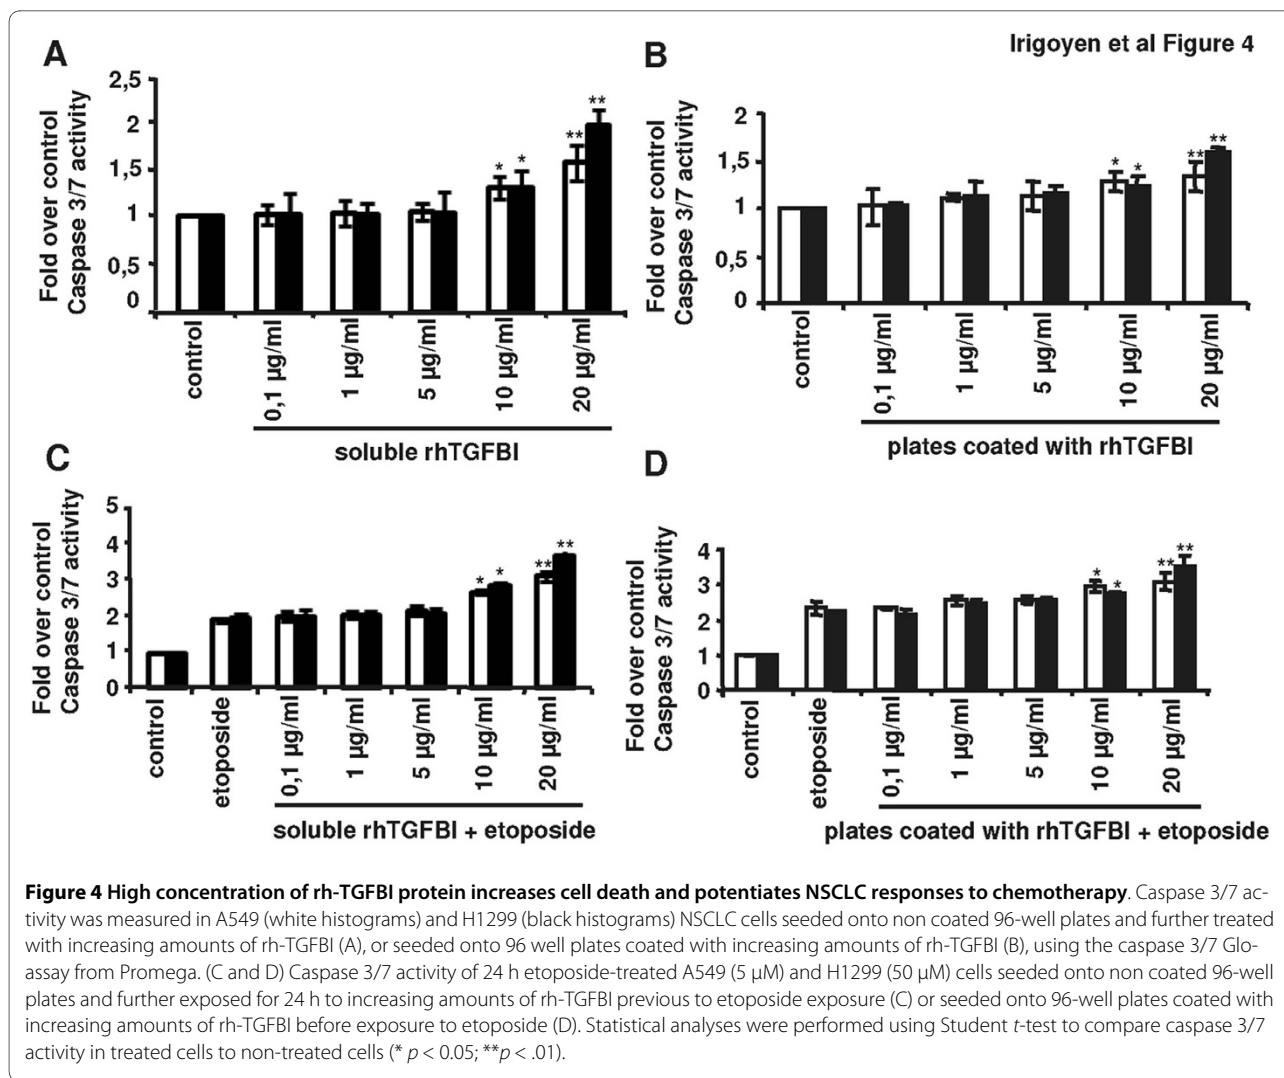 Irigoyen et al Figure 4
A
Fold over control
Caspase 3/7 activity
2,5
2
1,5
1
0,5
0
* * ** **
control
0,1 µg/ml
1 µg/ml
5 µg/ml
10 µg/ml
20 µg/ml
soluble rhTGFBI
B
Fold over control
Caspase 3/7 activity
2
1,5
1
0,5
0
* * ** **
control
0,1 µg/ml
1 µg/ml
5 µg/ml
10 µg/ml
20 µg/ml
plates coated with rhTGFBI
C
Fold over control
Caspase 3/7 activity
5
4
3
2
1
0
* * ** **
control
etoposide
0,1 µg/ml
1 µg/ml
5 µg/ml
10 µg/ml
20 µg/ml
soluble rhTGFBI + etoposide
D
Fold over control
Caspase 3/7 activity
4
3
2
1
0
* * ** **
control
etoposide
0,1 µg/ml
1 µg/ml
5 µg/ml
10 µg/ml
20 µg/ml
plates coated with rhTGFBI + etoposide
Figure 4 High concentration of rh-TGFBI protein increases cell death and potentiates NSCLC responses to chemotherapy. Caspase 3/7 ac-
tivity was measured in A549 (white histograms) and H1299 (black histograms) NSCLC cells seeded onto non coated 96-well plates and further treated
with increasing amounts of rh-TGFBI (A), or seeded onto 96 well plates coated with increasing amounts of rh-TGFBI (B), using the caspase 3/7 Glo-
assay from Promega. (C and D) Caspase 3/7 activity of 24 h etoposide-treated A549 (5 µM) and H1299 (50 µM) cells seeded onto non coated 96-well
plates and further exposed for 24 h to increasing amounts of rh-TGFBI previous to etoposide exposure (C) or seeded onto 96-well plates coated with
increasing amounts of rh-TGFBI before exposure to etoposide (D). Statistical analyses were performed using Student t-test to compare caspase 3/7
activity in treated cells to non-treated cells (* p < 0.05; **p < .01).